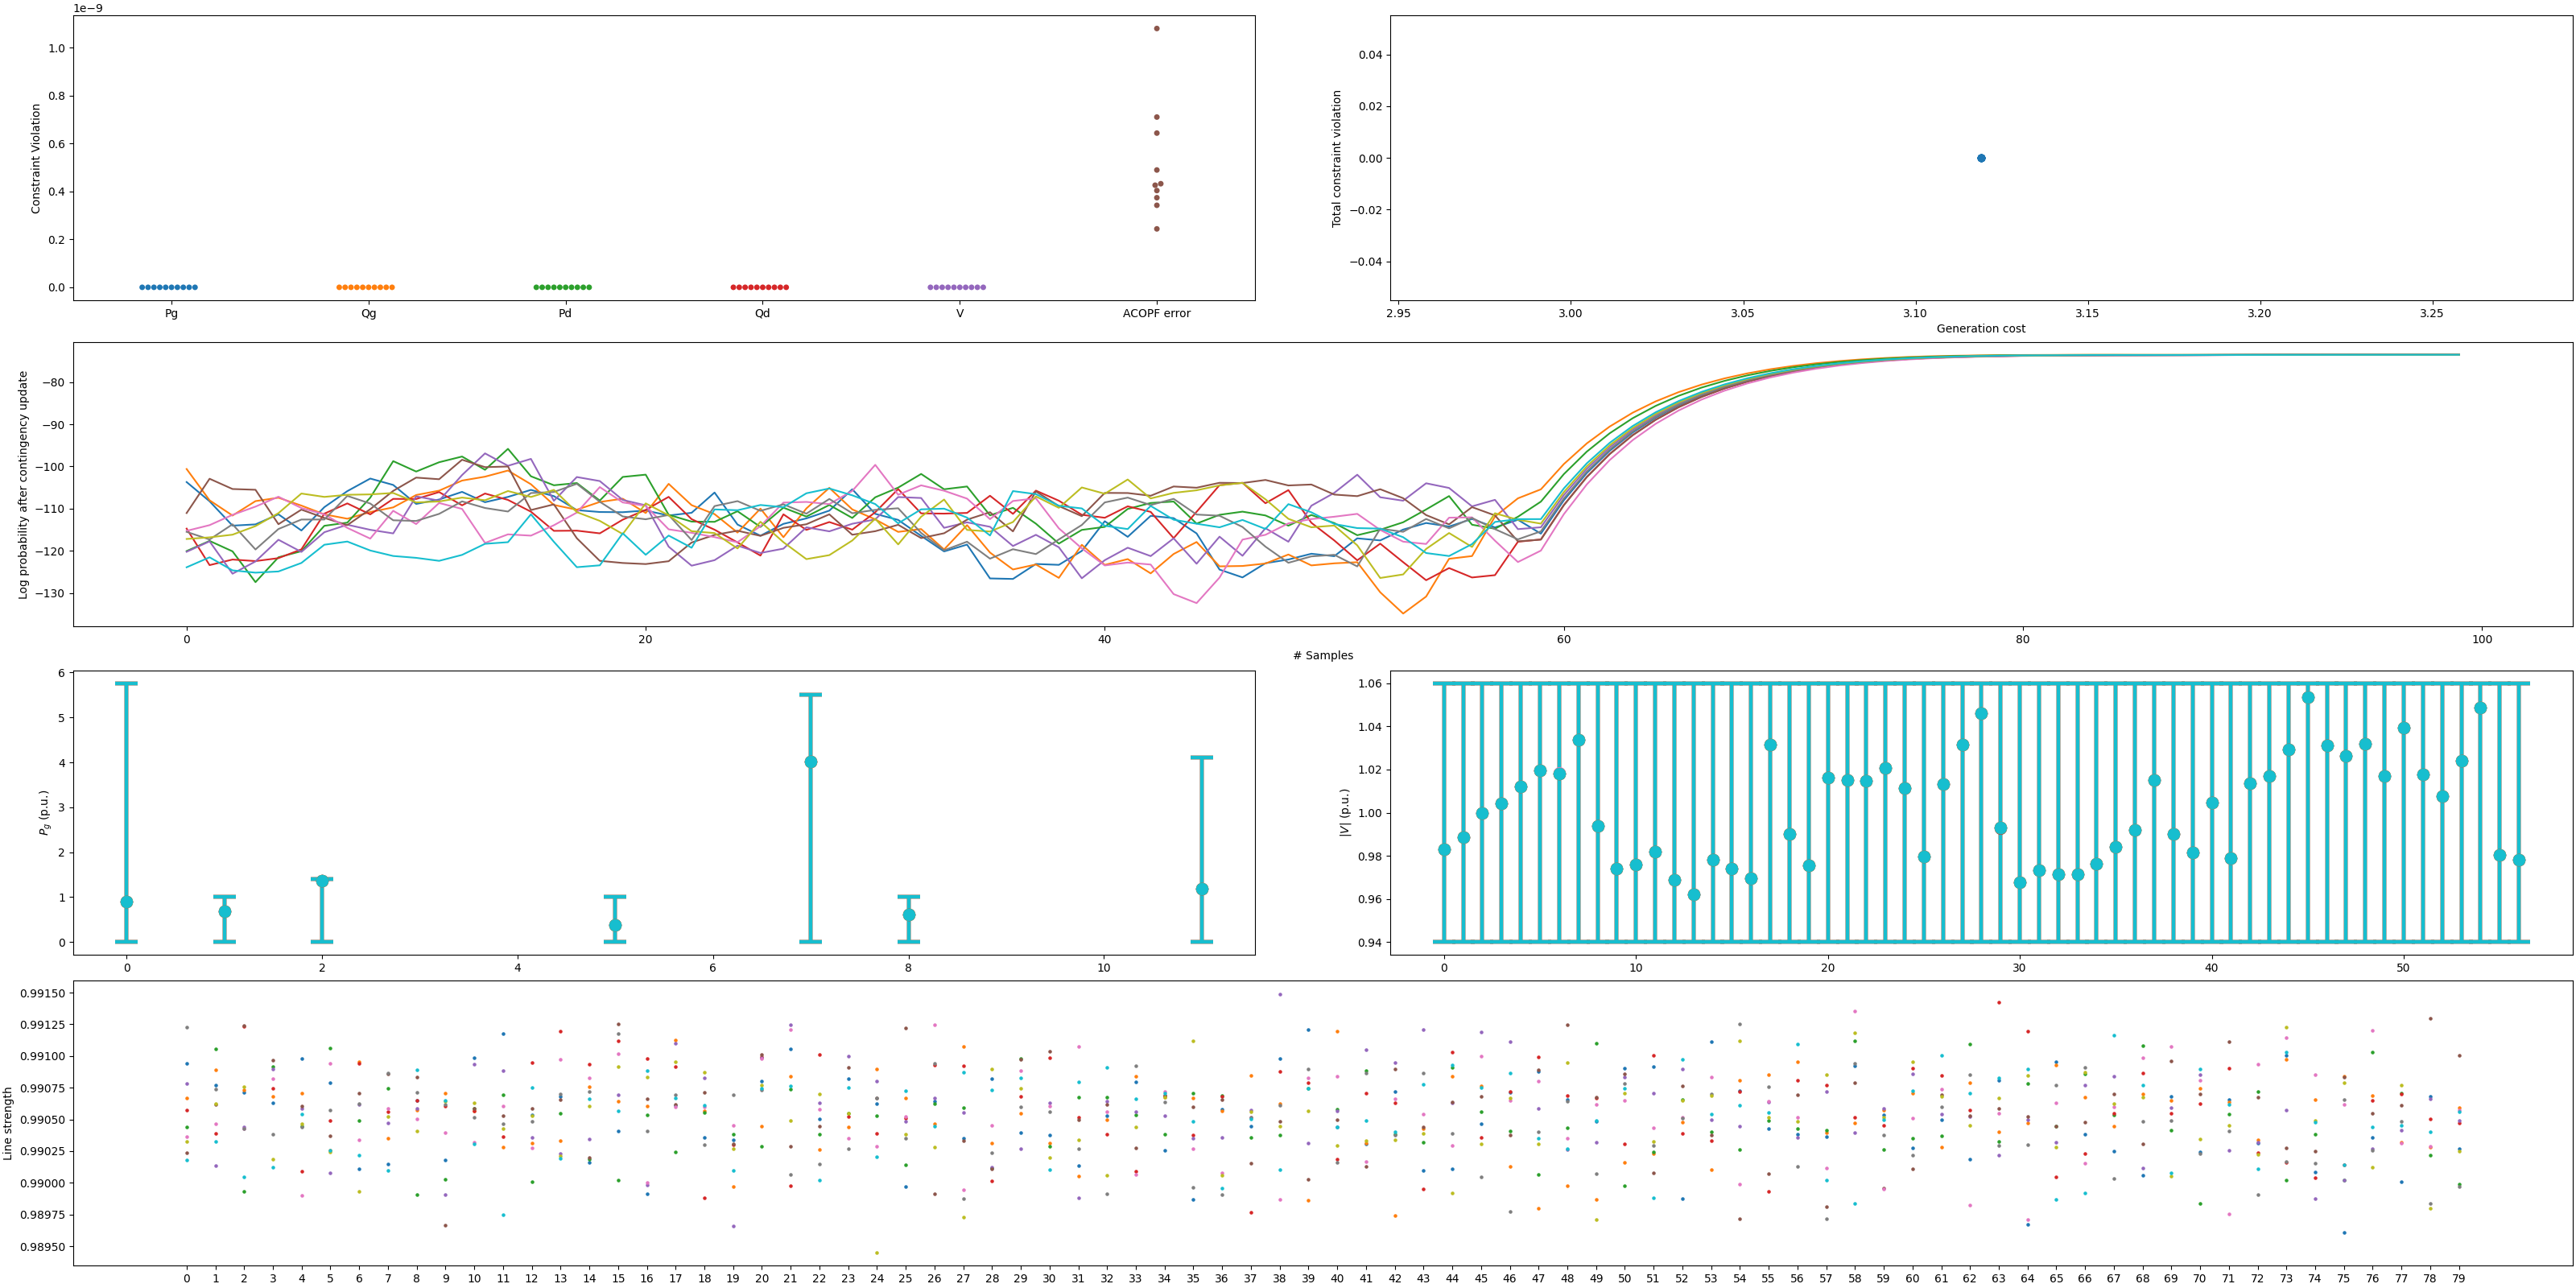 1e−9
Constraint Violation
1.0
0.8
0.6
0.4
0.2
0.0
Pg Qg Pd Qd V ACOPF error
Total constraint violation
0.04
0.02
0.00
−0.02
−0.04
2.95 3.00 3.05 3.10 3.15 3.20 3.25
Generation cost
Log probability after contingency update
−80
−90
−100
−110
−120
−130
0 20 40 60 80 100
# Samples
Pg (p.u.)
6
5
4
3
2
1
0
0 2 4 6 8 10
|V| (p.u.)
1.06
1.04
1.02
1.00
0.98
0.96
0.94
0 10 20 30 40 50
Line strength
0.99150
0.99125
0.99100
0.99075
0.99050
0.99025
0.99000
0.98975
0.98950
0 1 2 3 4 5 6 7 8 9 10 11 12 13 14 15 16 17 18 19 20 21 22 23 24 25 26 27 28 29 30 31 32 33 34 35 36 37 38 39 40 41 42 43 44 45 46 47 48 49 50 51 52 53 54 55 56 57 58 59 60 61 62 63 64 65 66 67 68 69 70 71 72 73 74 75 76 77 78 79